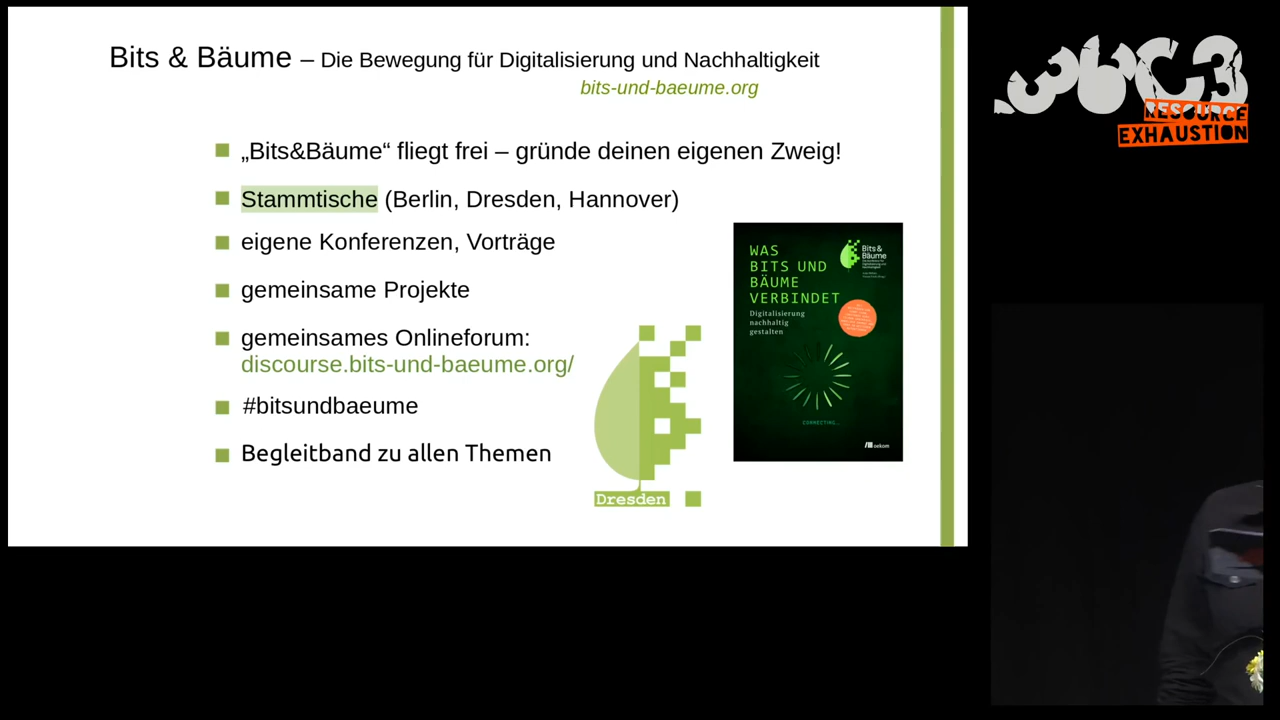 Bits & Bäume – Die Bewegung für Digitalisierung und Nachhaltigkeit
bits-und-baeume.org
„Bits&Bäume“ fliegt frei – gründe deinen eigenen Zweig!
Stammtische (Berlin, Dresden, Hannover)
eigene Konferenzen, Vorträge
gemeinsame Projekte
gemeinsames Onlineforum:
discourse.bits-und-baeume.org/
#bitsundbaeume
Begleitband zu allen Themen
Dresden
WAS
BITS UND
BÄUME
VERBINDET
Digitalisierung
nachhaltig
gestalten
Bits &
Bäume
CONNECTING...
oekom
36C3
RESOURCE
EXHAUSTION